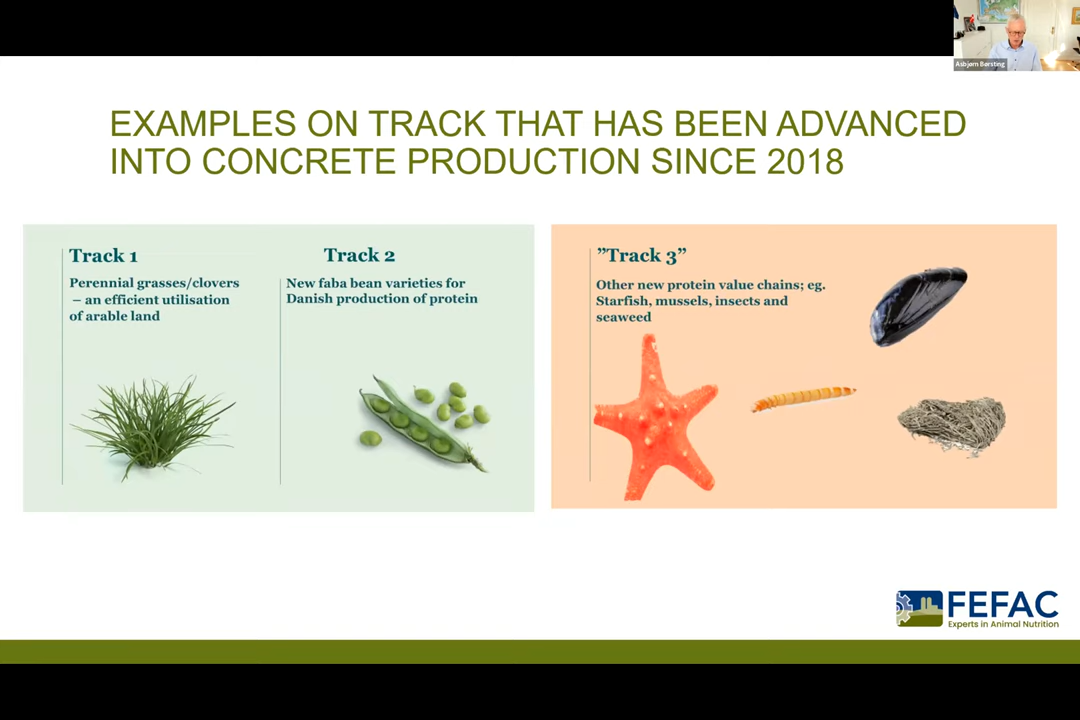 Asbjørn Børsting
EXAMPLES ON TRACK THAT HAS BEEN ADVANCED
INTO CONCRETE PRODUCTION SINCE 2018
Track 1
Perennial grasses/clovers
– an efficient utilisation
of arable land
Track 2
New faba bean varieties for
Danish production of protein
”Track 3”
Other new protein value chains; eg.
Starfish, mussels, insects and
seaweed
FEFAC
Experts in Animal Nutrition